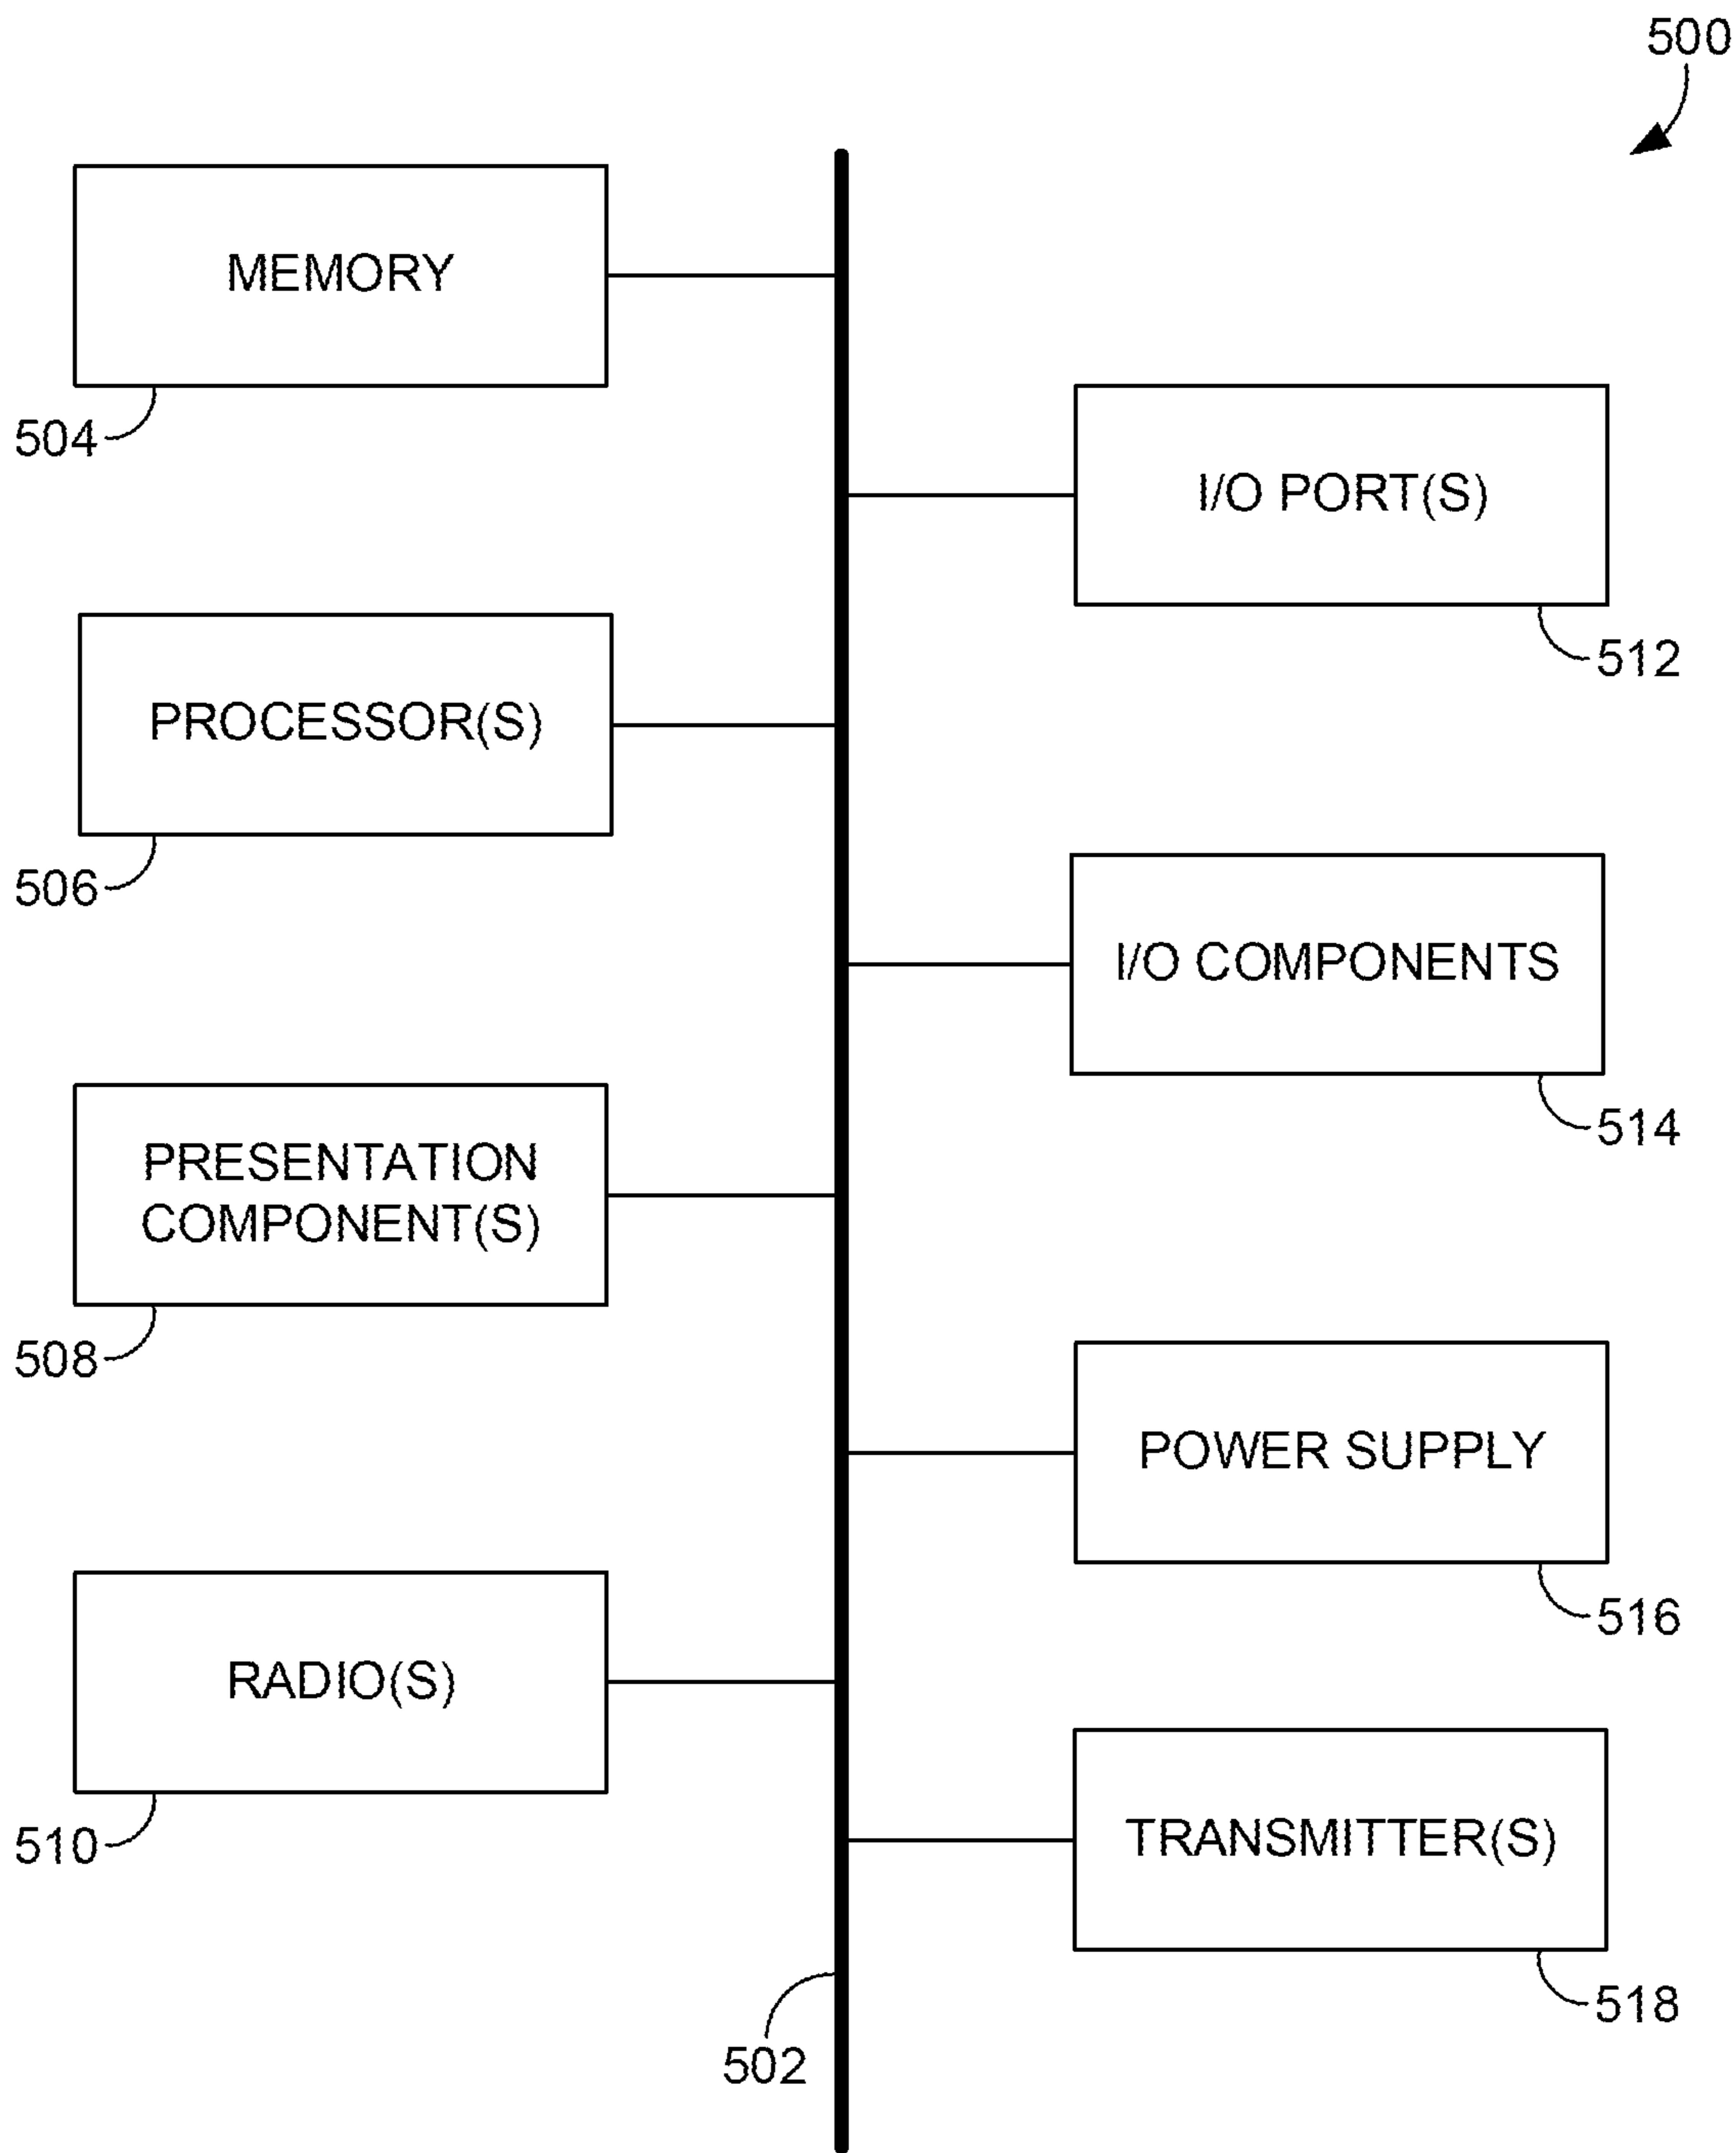 500
MEMORY
504
I/O PORT(S)
512
PROCESSOR(S)
506
I/O COMPONENTS
514
PRESENTATION
COMPONENT(S)
508
POWER SUPPLY
516
RADIO(S)
510
TRANSMITTER(S)
518
502